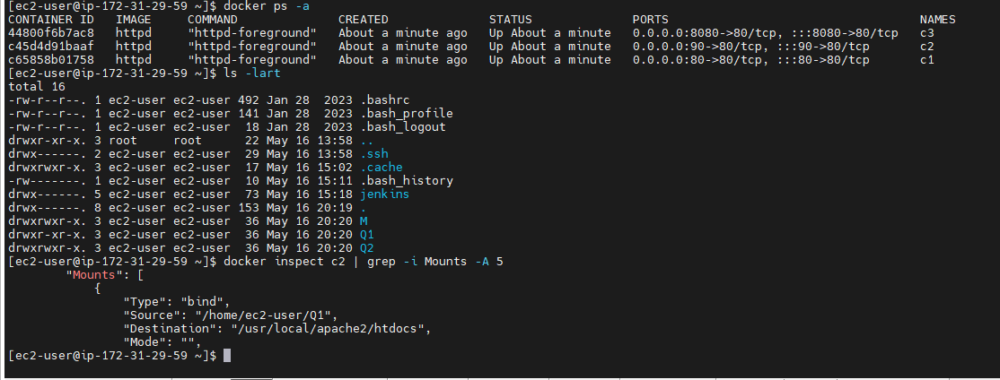 [ec2-user@ip-172-31-29-59 ~]$ docker ps -a
CONTAINER ID   IMAGE     COMMAND              CREATED              STATUS              PORTS                                   NAMES
44800f6b7ac8   httpd     "httpd-foreground"   About a minute ago   Up About a minute   0.0.0.0:8080->80/tcp, :::8080->80/tcp   c3
c45d4d91baaf   httpd     "httpd-foreground"   About a minute ago   Up About a minute   0.0.0.0:90->80/tcp, :::90->80/tcp       c2
c65858b01758   httpd     "httpd-foreground"   About a minute ago   Up About a minute   0.0.0.0:80->80/tcp, :::80->80/tcp       c1
[ec2-user@ip-172-31-29-59 ~]$ ls -lart
total 16
-rw-r--r--. 1 ec2-user ec2-user 492 Jan 28  2023 .bashrc
-rw-r--r--. 1 ec2-user ec2-user 141 Jan 28  2023 .bash_profile
-rw-r--r--. 1 ec2-user ec2-user  18 Jan 28  2023 .bash_logout
drwxr-xr-x. 3 root     root      22 May 16 13:58 ..
drwx------. 2 ec2-user ec2-user  29 May 16 13:58 .ssh
drwxrwxr-x. 3 ec2-user ec2-user  17 May 16 15:02 .cache
-rw-------. 1 ec2-user ec2-user  10 May 16 15:11 .bash_history
drwx------. 5 ec2-user ec2-user  73 May 16 15:18 jenkins
drwx------. 8 ec2-user ec2-user 153 May 16 20:19 .
drwxrwxr-x. 3 ec2-user ec2-user  36 May 16 20:20 M
drwxrwxr-x. 3 ec2-user ec2-user  36 May 16 20:20 Q1
drwxrwxr-x. 3 ec2-user ec2-user  36 May 16 20:20 Q2
[ec2-user@ip-172-31-29-59 ~]$ docker inspect c2 | grep -i Mounts -A 5
        "Mounts": [
            {
                "Type": "bind",
                "Source": "/home/ec2-user/Q1",
                "Destination": "/usr/local/apache2/htdocs",
                "Mode": "",
[ec2-user@ip-172-31-29-59 ~]$